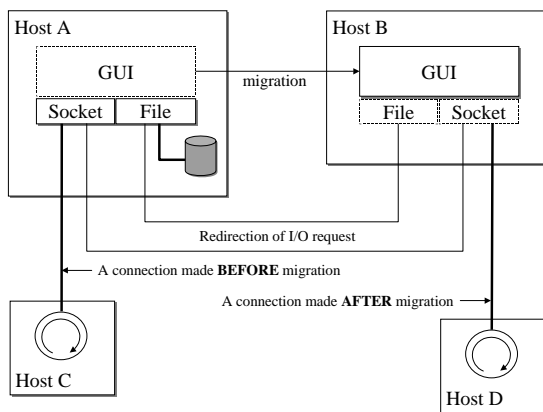 Host A
Host B
GUI
GUI
migration
Socket
File
File
Socket
Redirection of I/O request
A connection made BEFORE migration
A connection made AFTER migration
Host C
Host D